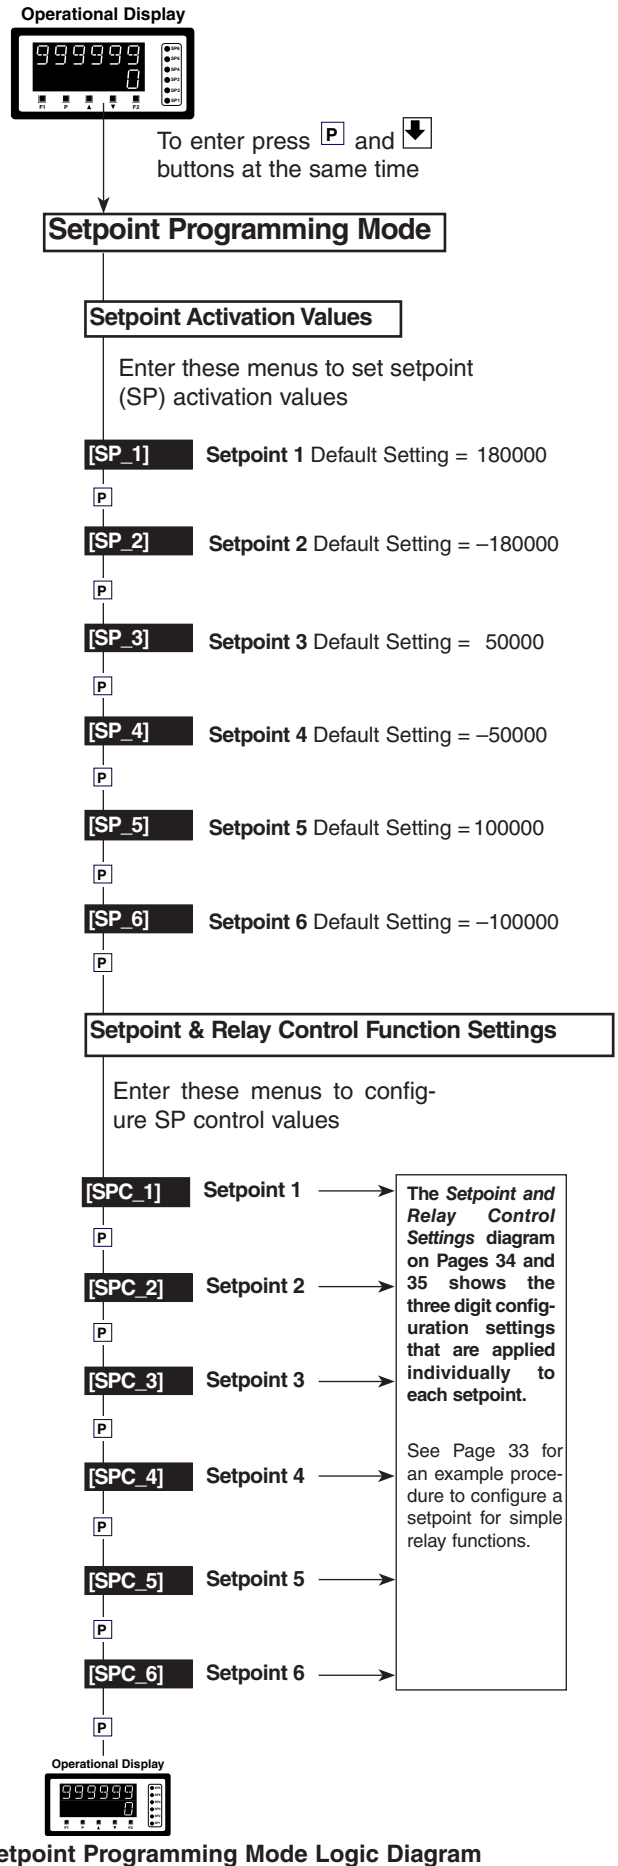 Operational Display
999999
0
SP6
SP5
SP4
SP3
SP2
SP1
F1 P ▲ ▼ F2
To enter press P and 🡇
buttons at the same time
Setpoint Programming Mode
Setpoint Activation Values
Enter these menus to set setpoint
(SP) activation values
[SP_1] Setpoint 1 Default Setting = 180000
P
[SP_2] Setpoint 2 Default Setting = –180000
P
[SP_3] Setpoint 3 Default Setting = 50000
P
[SP_4] Setpoint 4 Default Setting = –50000
P
[SP_5] Setpoint 5 Default Setting = 100000
P
[SP_6] Setpoint 6 Default Setting = –100000
P
Setpoint & Relay Control Function Settings
Enter these menus to config-
ure SP control values
[SPC_1] Setpoint 1
P
[SPC_2] Setpoint 2
P
[SPC_3] Setpoint 3
P
[SPC_4] Setpoint 4
P
[SPC_5] Setpoint 5
P
[SPC_6] Setpoint 6
P
The Setpoint and
Relay Control
Settings diagram
on Pages 34 and
35 shows the
three digit config-
uration settings
that are applied
individually to
each setpoint.
See Page 33 for
an example proce-
dure to configure a
setpoint for simple
relay functions.
Operational Display
999999
0
F1 P ▲ ▼ F2
etpoint Programming Mode Logic Diagram